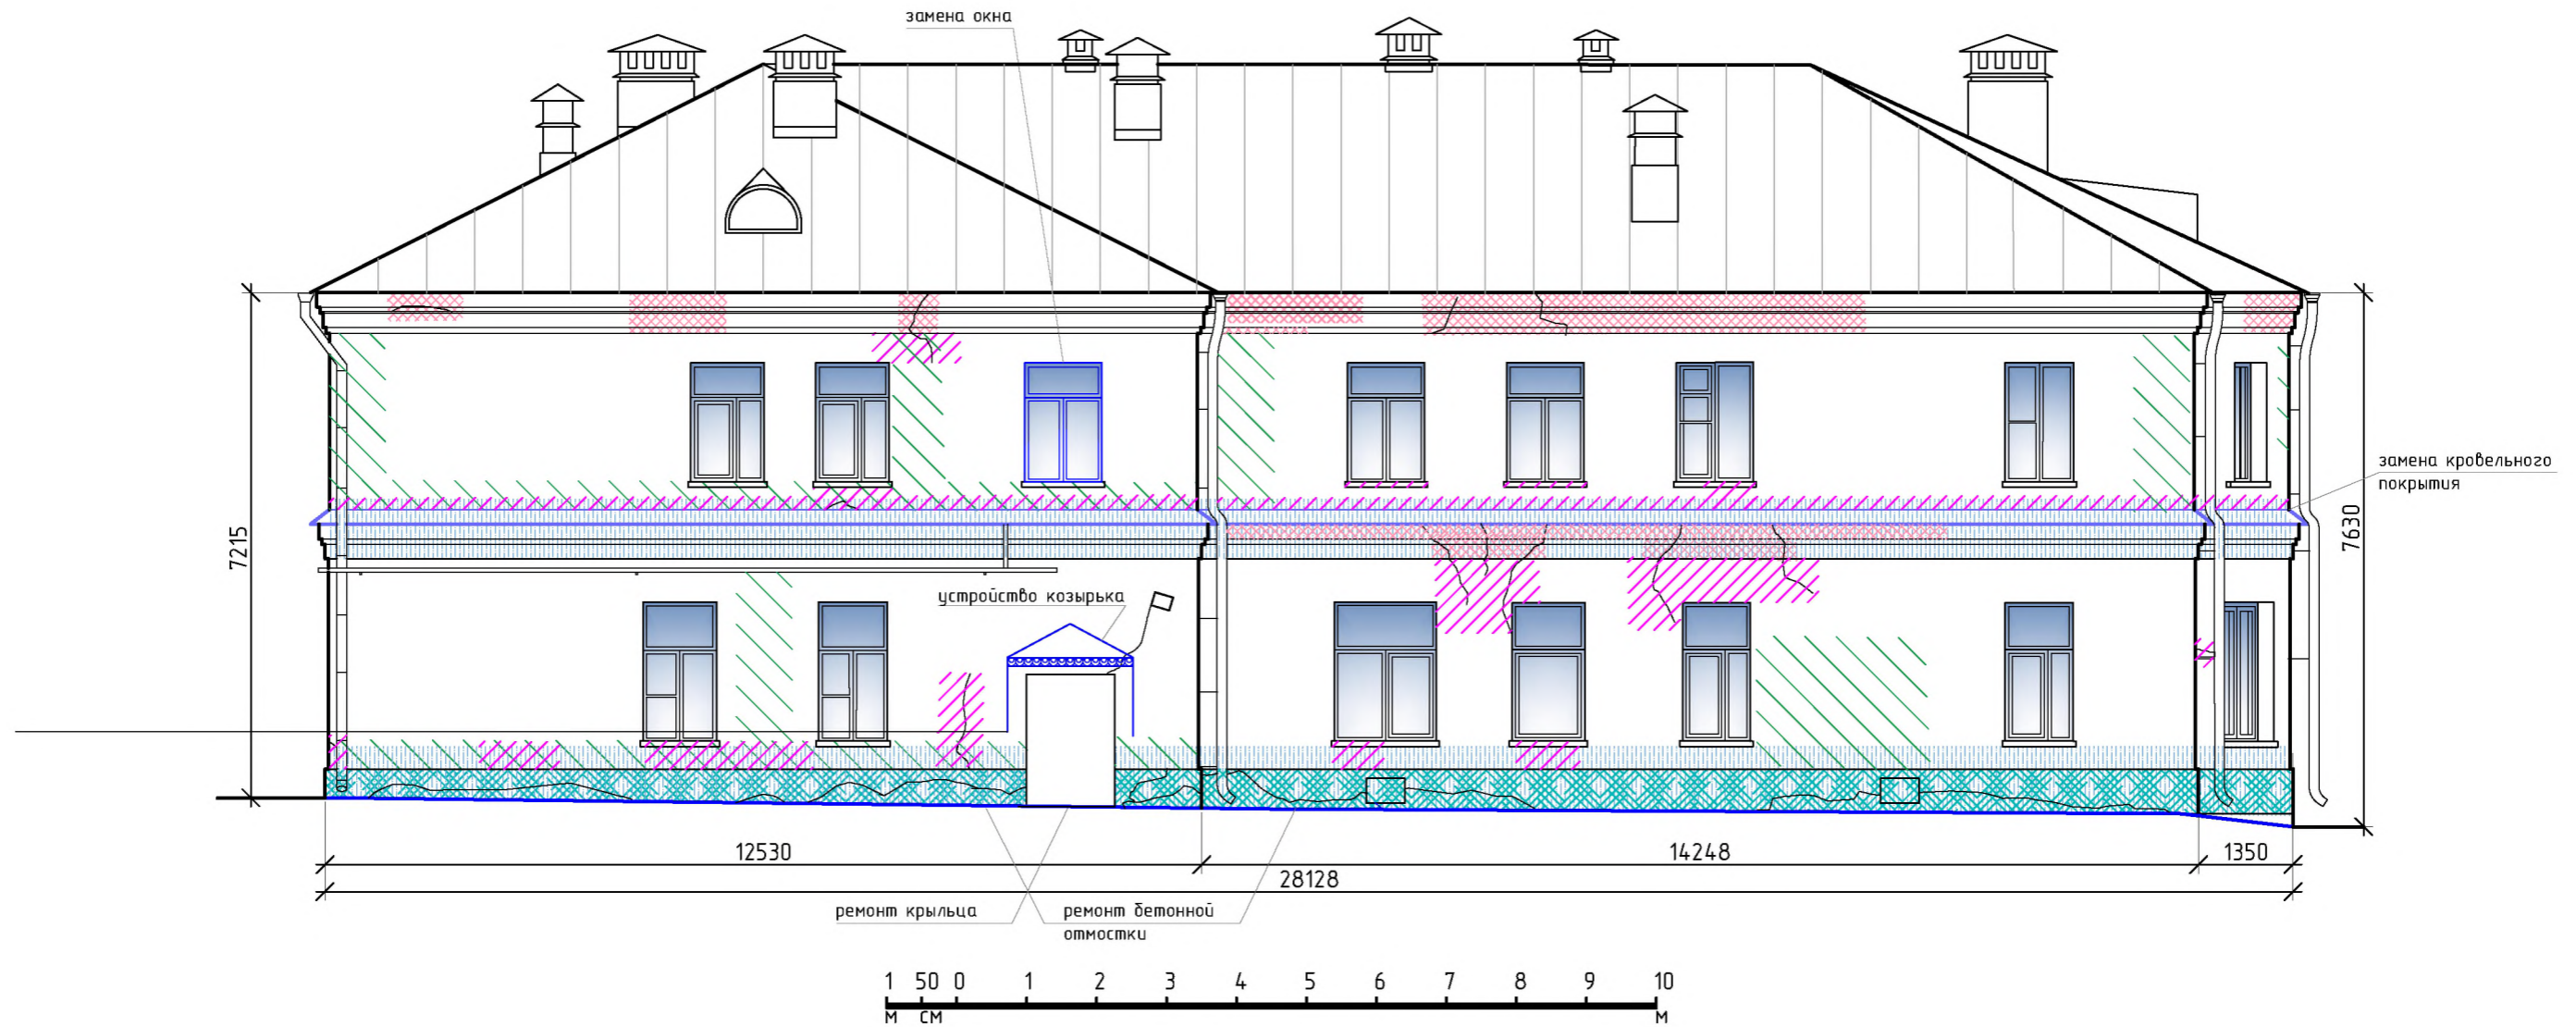 замена окна
замена кровельного
покрытия
7215
7630
устройство козырька
12530
14248
1350
28128
ремонт крыльца
ремонт бетонной
отмостки
1 50 0 1 2 3 4 5 6 7 8 9 10
м см м